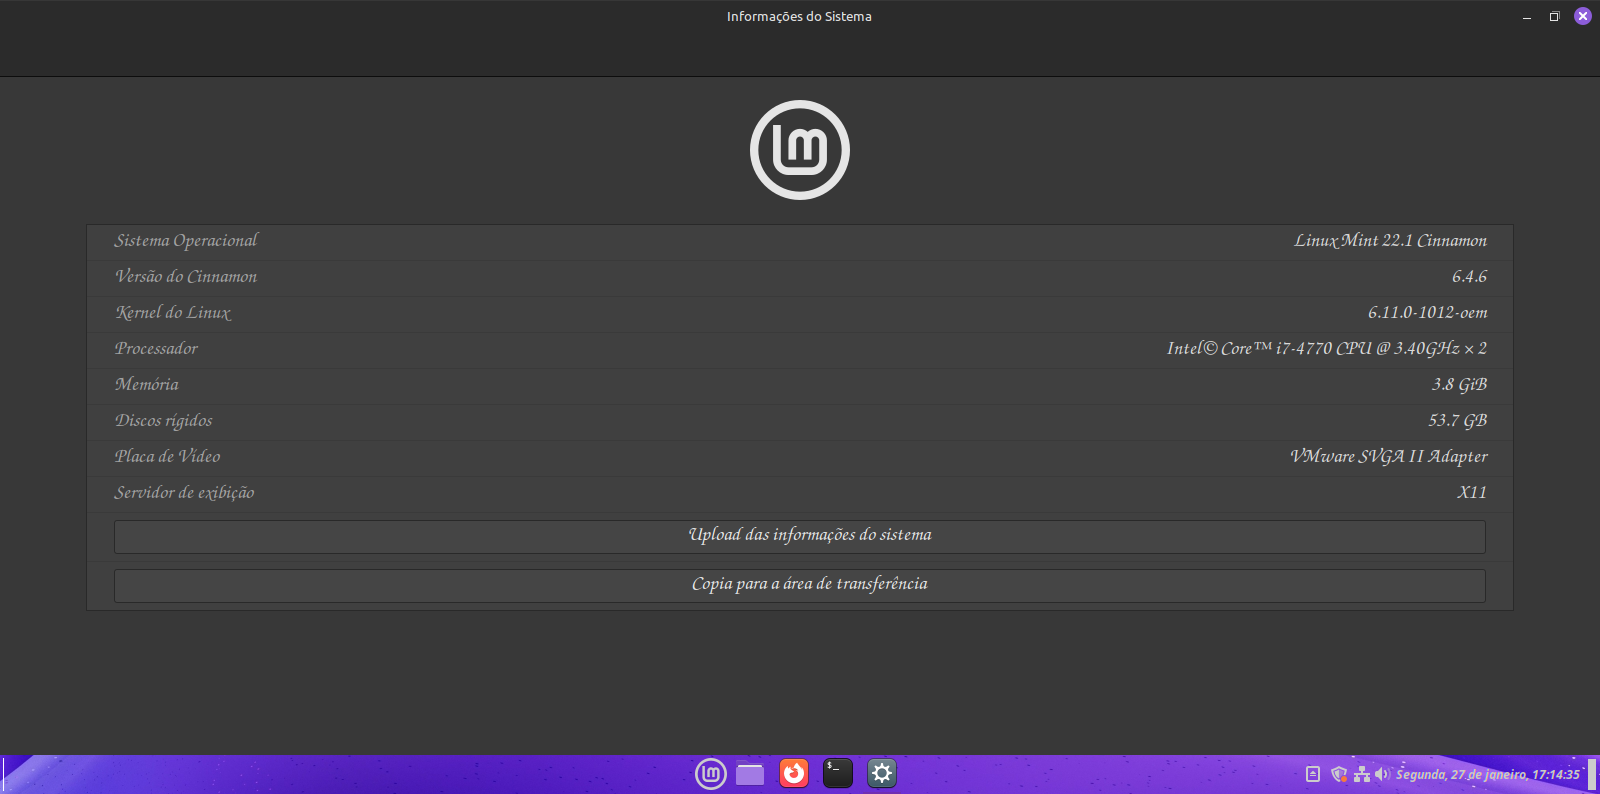 Informações do Sistema
Sistema Operacional Linux Mint 22.1 Cinnamon
Versão do Cinnamon 6.4.6
Kernel do Linux 6.11.0-1012-oem
Processador Intel© Core™ i7-4770 CPU @ 3.40GHz × 2
Memória 3.8 GiB
Discos rígidos 53.7 GB
Placa de Vídeo VMware SVGA II Adapter
Servidor de exibição X11
Upload das informações do sistema
Copia para a área de transferência
$_ Segunda, 27 de janeiro, 17:14:35